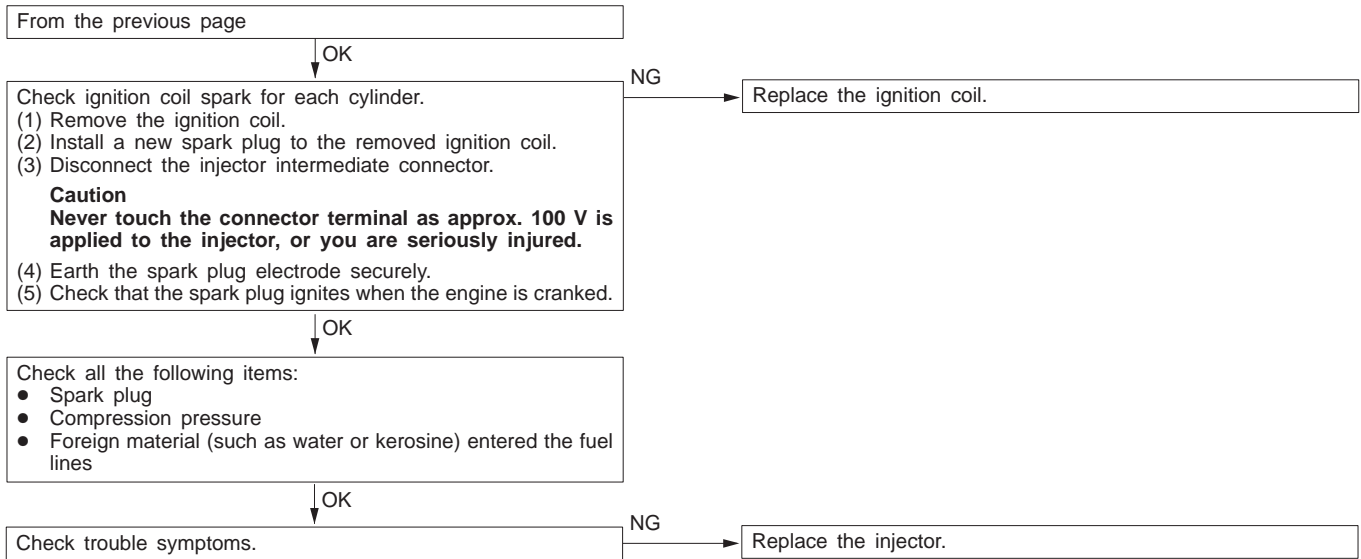 From the previous page
OK
Check ignition coil spark for each cylinder.
(1) Remove the ignition coil.
(2) Install a new spark plug to the removed ignition coil.
(3) Disconnect the injector intermediate connector.
Caution
Never touch the connector terminal as approx. 100 V is
applied to the injector, or you are seriously injured.
(4) Earth the spark plug electrode securely.
(5) Check that the spark plug ignites when the engine is cranked.
NG
Replace the ignition coil.
OK
Check all the following items:
● Spark plug
● Compression pressure
● Foreign material (such as water or kerosine) entered the fuel
lines
OK
Check trouble symptoms.
NG
Replace the injector.